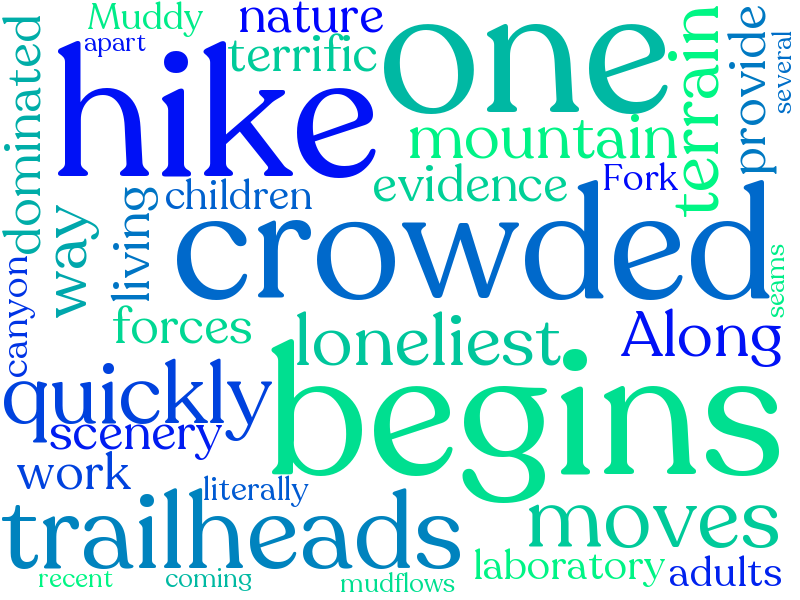 Muddy
nature
one
dominated
apart
terrific
hike
terrain
provide
several
mountain
evidence
Fork
children
living
way
crowded
canyon
seams
forces
loneliest
Along
quickly
begins
scenery
work
literally
trailheads
moves
laboratory
adults
recent
coming
mudflows